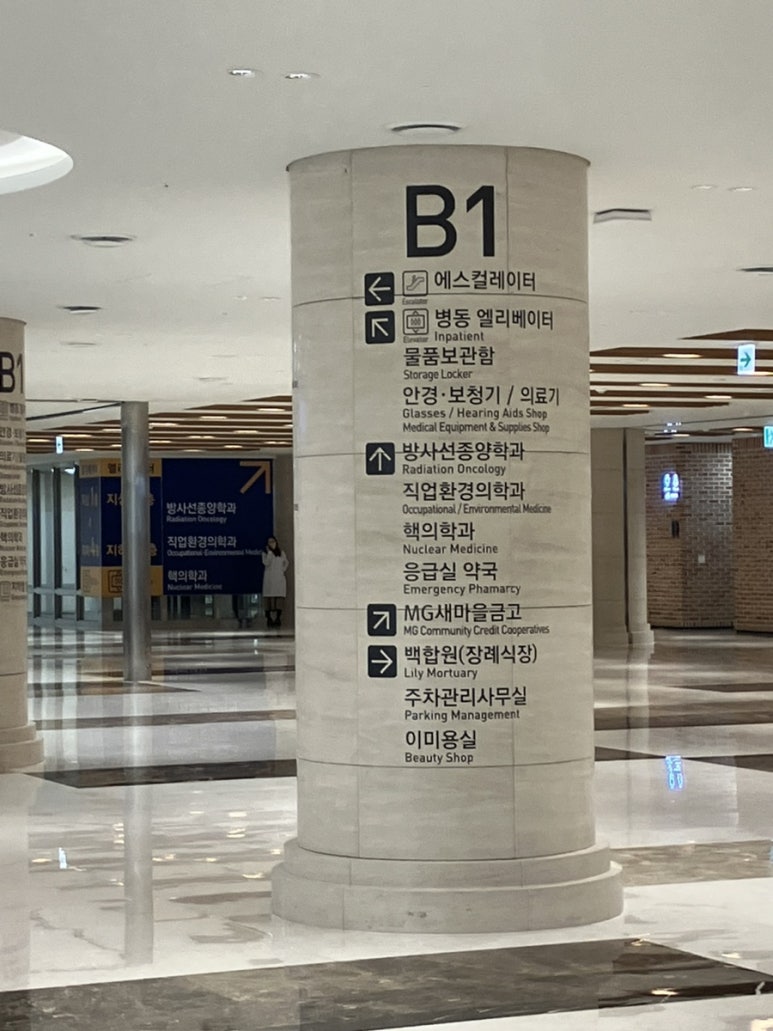 B1
에스컬레이터
Escalator
병동 엘리베이터
Elevator
Inpatient
물품보관함
Storage Locker
안경·보청기 / 의료기
Glasses / Hearing Aids Shop
Medical Equipment & Supplies Shop
방사선종양학과
Radiation Oncology
직업환경의학과
Occupational / Environmental Medicine
핵의학과
Nuclear Medicine
응급실 약국
Emergency Phamarcy
MG새마을금고
MG Community Credit Cooperatives
백합원(장례식장)
Lily Mortuary
주차관리사무실
Parking Management
이미용실
Beauty Shop
방사선종양학과
Radiation Oncology
직업환경의학과
Occupational Environmental
핵의학과
Nuclear Medicine
B1